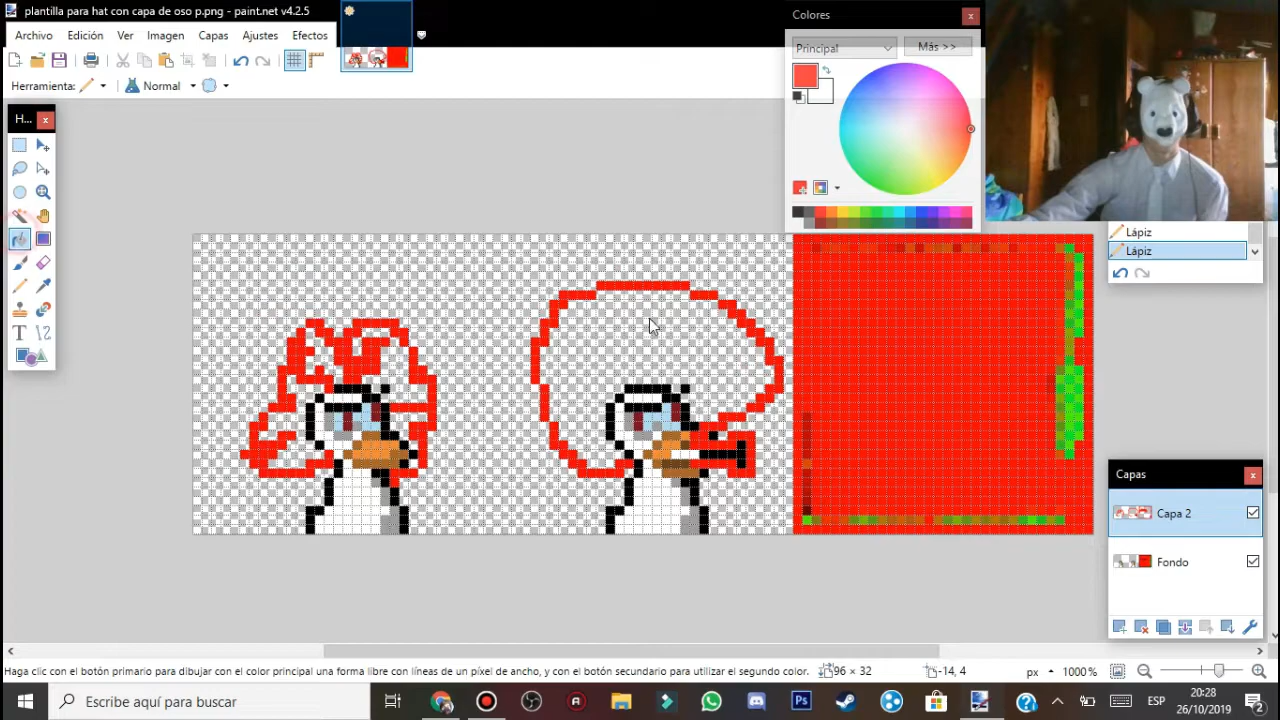 plantilla para hat con capa de oso p.png - paint.net v4.2.5
Archivo Edición Ver Imagen Capas Ajustes Efectos
Herramienta: Normal
H...
Colores
Principal Más >>
Lápiz
Lápiz
Capas
Capa 2
Fondo
Haga clic con el botón primario para dibujar con el color principal una forma libre con líneas de un píxel de ancho, y con el botón secundario para utilizar el segundo color. 96 × 32 -14, 4 px 1000%
Escribe aquí para buscar
ESP
20:28
26/10/2019
2